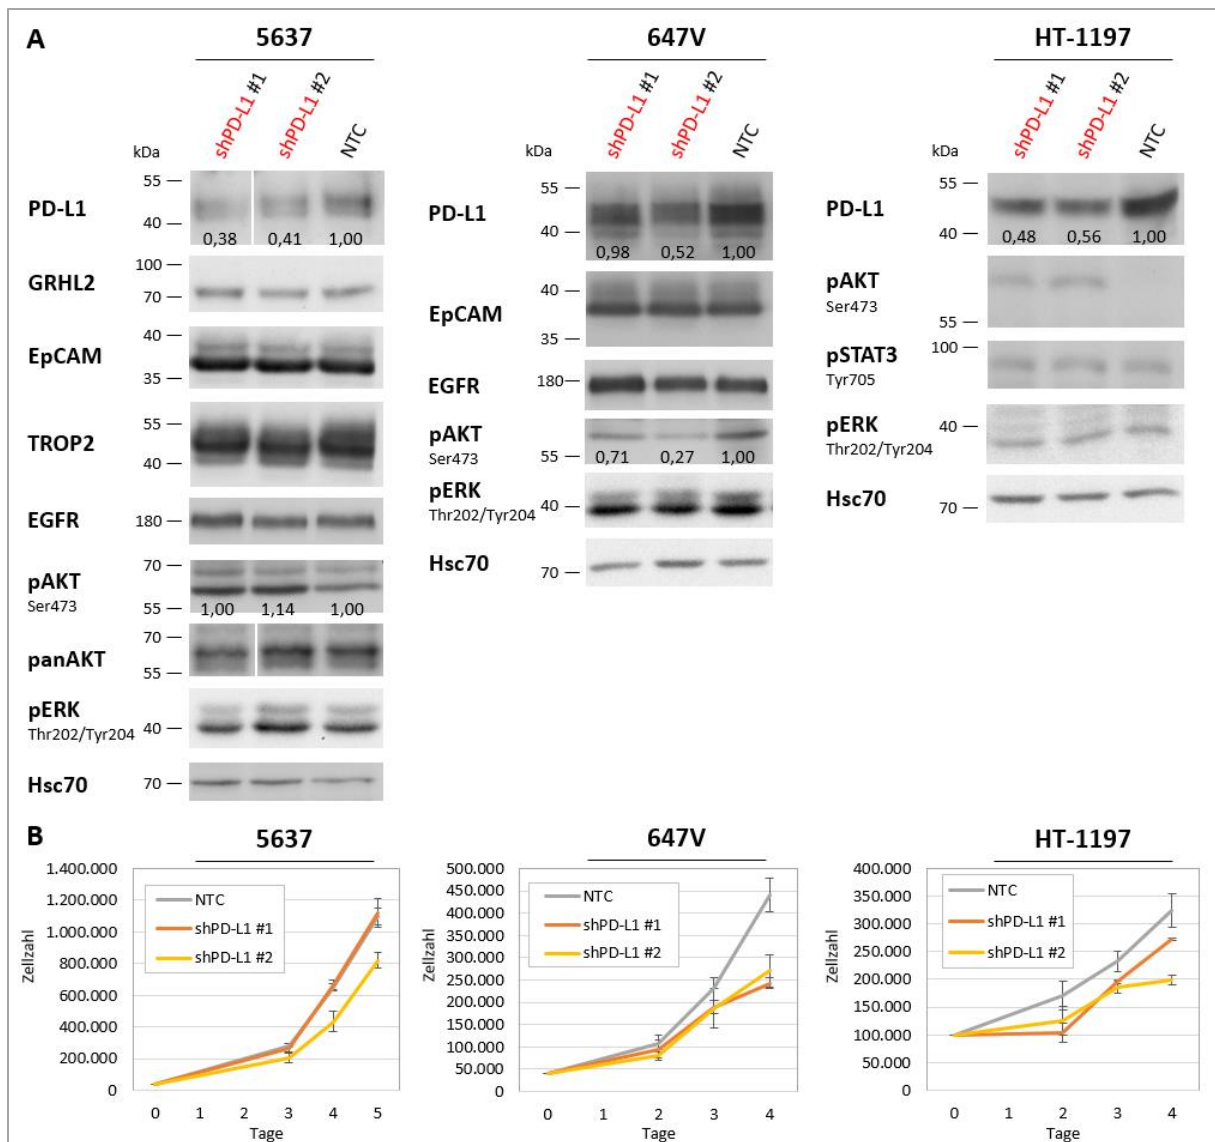 A
5637
shPD-L1 #1
shPD-L1 #2
NTC
kDa
PD-L1
55
40
0,38 0,41 1,00
GRHL2
100
70
EpCAM
40
35
TROP2
55
40
EGFR
180
pAKT
Ser473
70
55
1,00 1,14 1,00
panAKT
70
55
pERK
Thr202/Tyr204
40
Hsc70
70
647V
shPD-L1 #1
shPD-L1 #2
NTC
kDa
PD-L1
55
40
0,98 0,52 1,00
EpCAM
40
35
EGFR
180
pAKT
Ser473
55
0,71 0,27 1,00
pERK
Thr202/Tyr204
40
Hsc70
70
HT-1197
shPD-L1 #1
shPD-L1 #2
NTC
kDa
PD-L1
55
40
0,48 0,56 1,00
pAKT
Ser473
55
pSTAT3
Tyr705
100
pERK
Thr202/Tyr204
40
Hsc70
70
B
5637
Zellzahl
1.400.000
1.200.000
1.000.000
800.000
600.000
400.000
200.000
0
NTC
shPD-L1 #1
shPD-L1 #2
0 1 2 3 4 5
Tage
647V
Zellzahl
500.000
450.000
400.000
350.000
300.000
250.000
200.000
150.000
100.000
50.000
0
NTC
shPD-L1 #1
shPD-L1 #2
0 1 2 3 4
Tage
HT-1197
Zellzahl
400.000
350.000
300.000
250.000
200.000
150.000
100.000
50.000
0
NTC
shPD-L1 #1
shPD-L1 #2
0 1 2 3 4
Tage